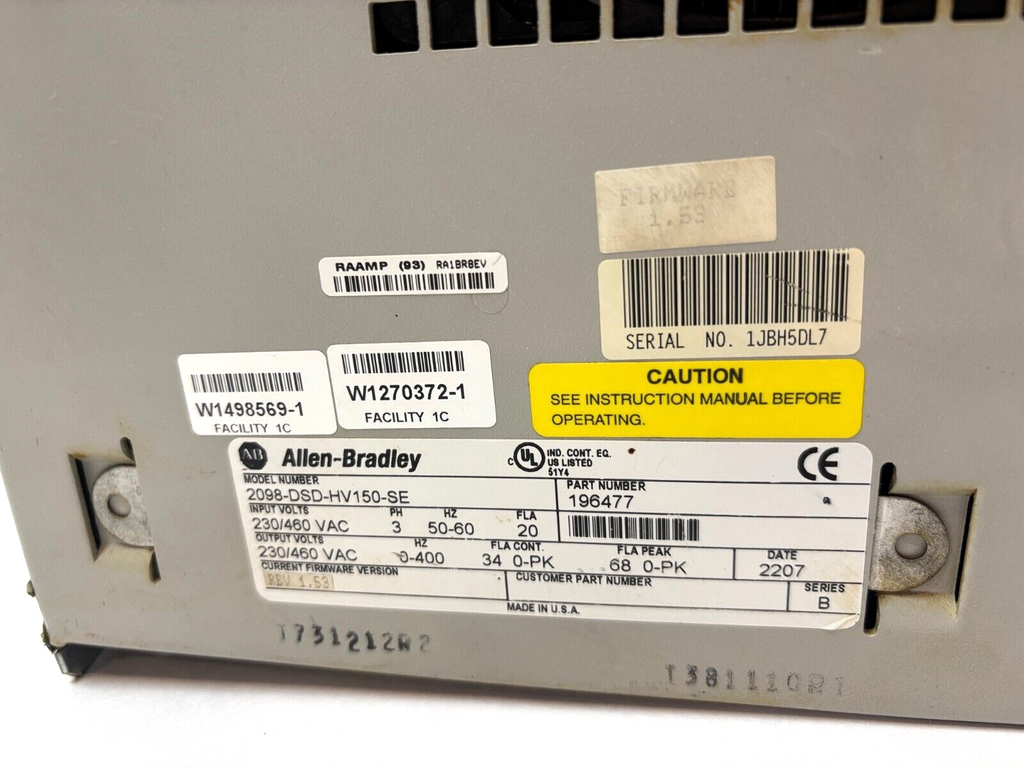 FIRMWARE
1.53
RAAMP (93) RA1BR8EV
SERIAL NO. 1JBH5DL7
W1498569-1
FACILITY 1C
W1270372-1
FACILITY 1C
CAUTION
SEE INSTRUCTION MANUAL BEFORE
OPERATING.
AB Allen-Bradley
C UL IND. CONT. EQ.
US LISTED
51Y4
CE
MODEL NUMBER
2098-DSD-HV150-SE
PART NUMBER
196477
INPUT VOLTS PH HZ FLA
230/460 VAC 3 50-60 20
OUTPUT VOLTS HZ FLA CONT. FLA PEAK
230/460 VAC 0-400 34 0-PK 68 0-PK
DATE
2207
CURRENT FIRMWARE VERSION
REV 1.53
CUSTOMER PART NUMBER
SERIES
B
MADE IN U.S.A.
T731212R2
T381110R1